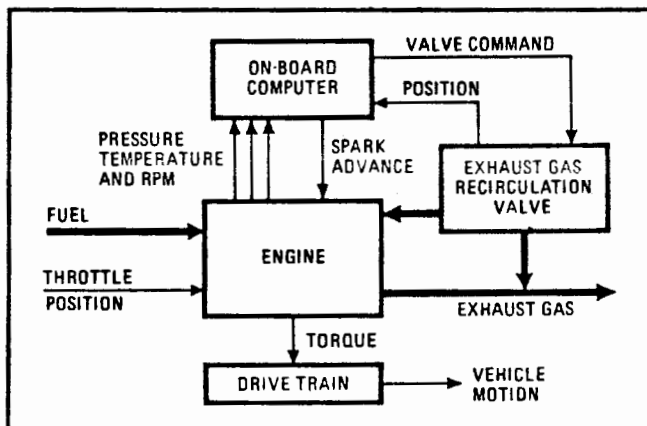 VALVE COMMAND
ON-BOARD
COMPUTER
POSITION
PRESSURE
TEMPERATURE
AND RPM
SPARK
ADVANCE
EXHAUST GAS
RECIRCULATION
VALVE
FUEL
ENGINE
THROTTLE
POSITION
EXHAUST GAS
TORQUE
DRIVE TRAIN
VEHICLE
MOTION